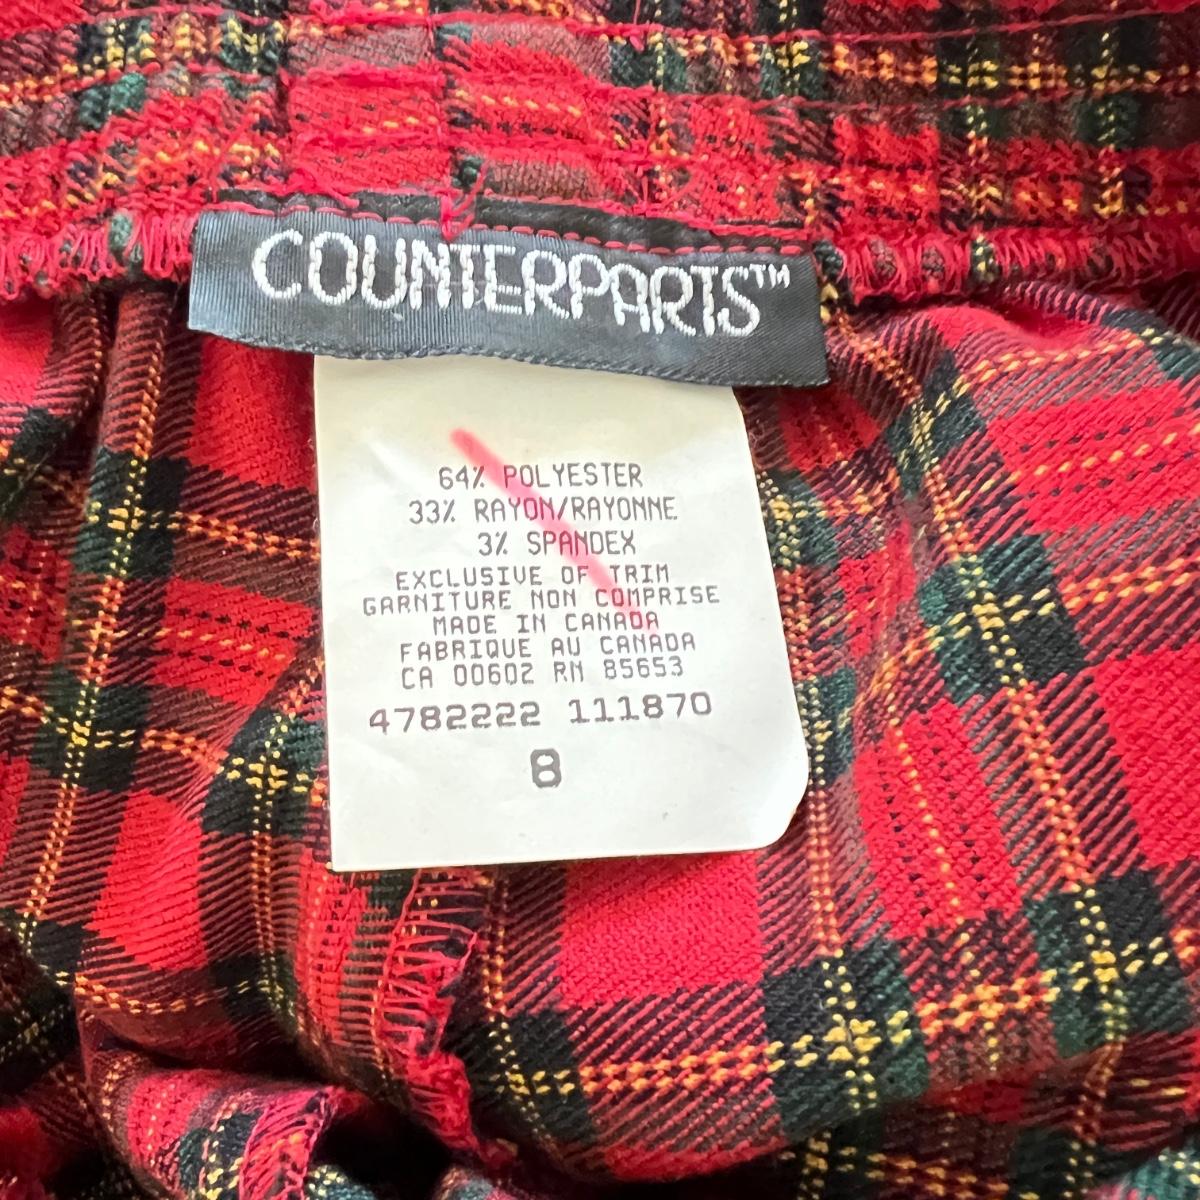 COUNTERPARTS™
64% POLYESTER
33% RAYON/RAYONNE
3% SPANDEX
EXCLUSIVE OF TRIM
GARNITURE NON COMPRISE
MADE IN CANADA
FABRIQUE AU CANADA
CA 00602 RN 85653
4782222 111870
8